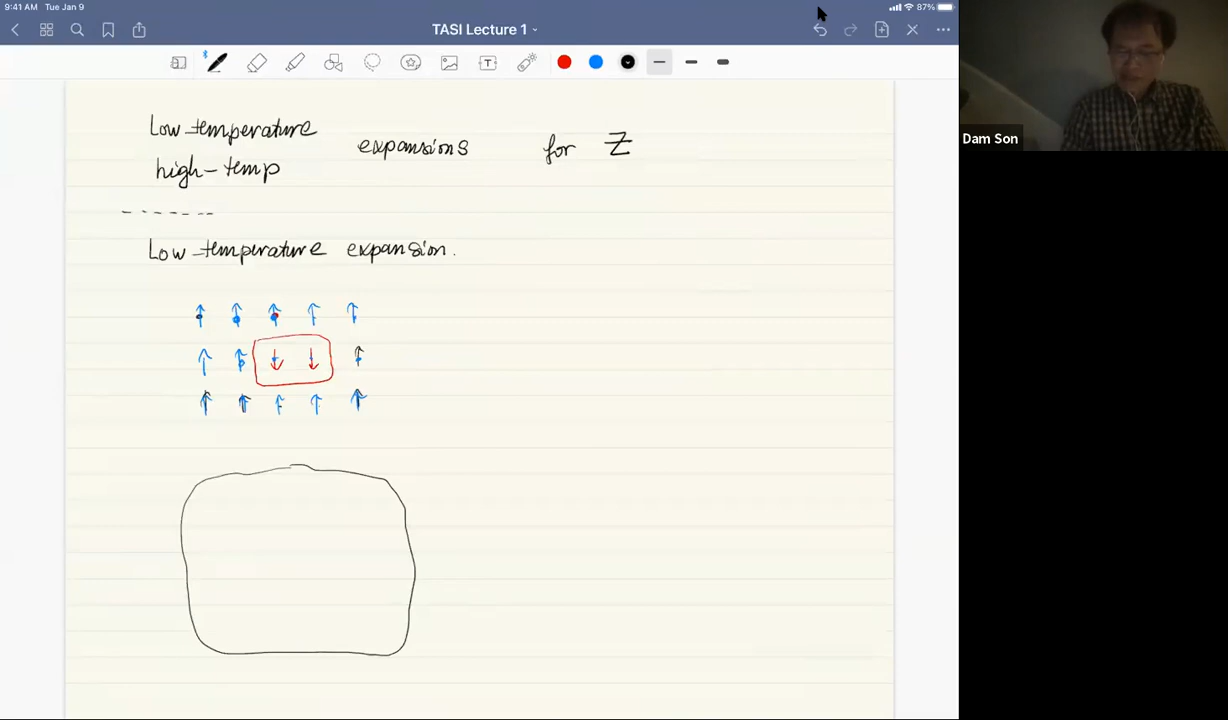 9:41 AM Tue Jan 9
87%
TASI Lecture 1
T
Low-temperature
high-temp
expansions for Z
Low-temperature expansion.
Dam Son